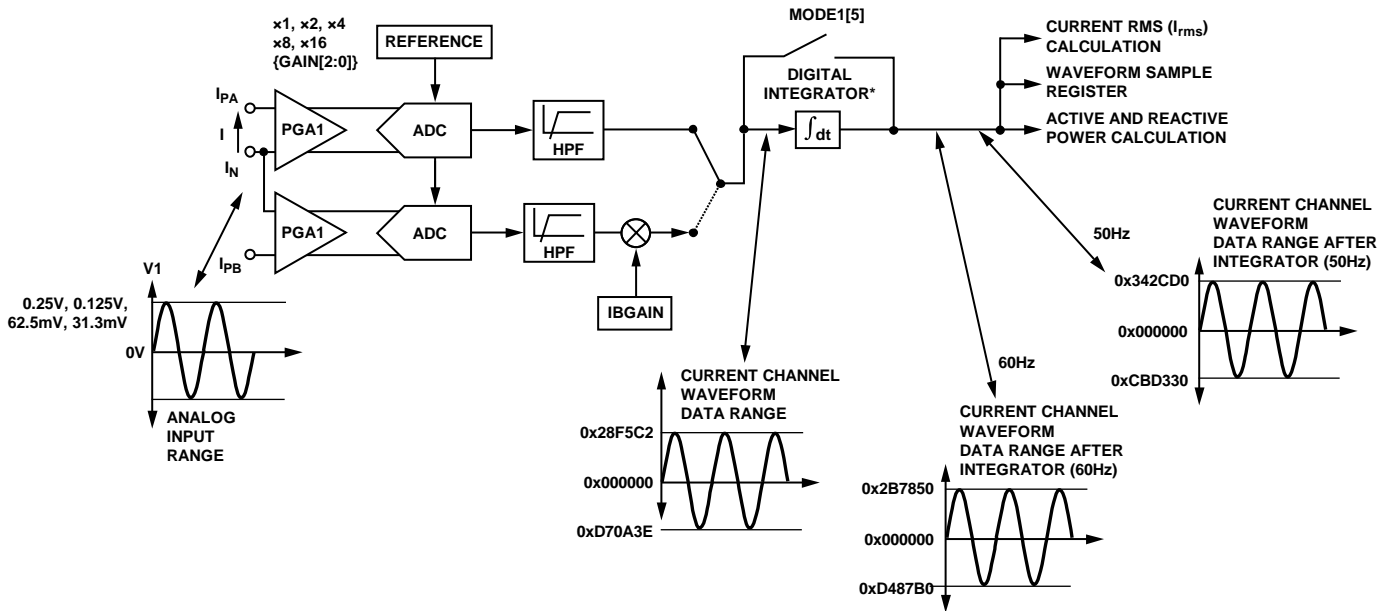 ×1, ×2, ×4
×8, ×16
{GAIN[2:0]}
REFERENCE
MODE1[5]
CURRENT RMS (Irms)
CALCULATION
WAVEFORM SAMPLE
REGISTER
ACTIVE AND REACTIVE
POWER CALCULATION
DIGITAL
INTEGRATOR*
IPA
I
IN
PGA1
ADC
HPF
∫dt
PGA1
ADC
HPF
IPB
IBGAIN
V1
0.25V, 0.125V,
62.5mV, 31.3mV
0V
ANALOG
INPUT
RANGE
50Hz
CURRENT CHANNEL
WAVEFORM
DATA RANGE AFTER
INTEGRATOR (50Hz)
0x342CD0
0x000000
0xCBD330
60Hz
CURRENT CHANNEL
WAVEFORM
DATA RANGE
0x28F5C2
0x000000
0xD70A3E
CURRENT CHANNEL
WAVEFORM
DATA RANGE AFTER
INTEGRATOR (60Hz)
0x2B7850
0x000000
0xD487B0